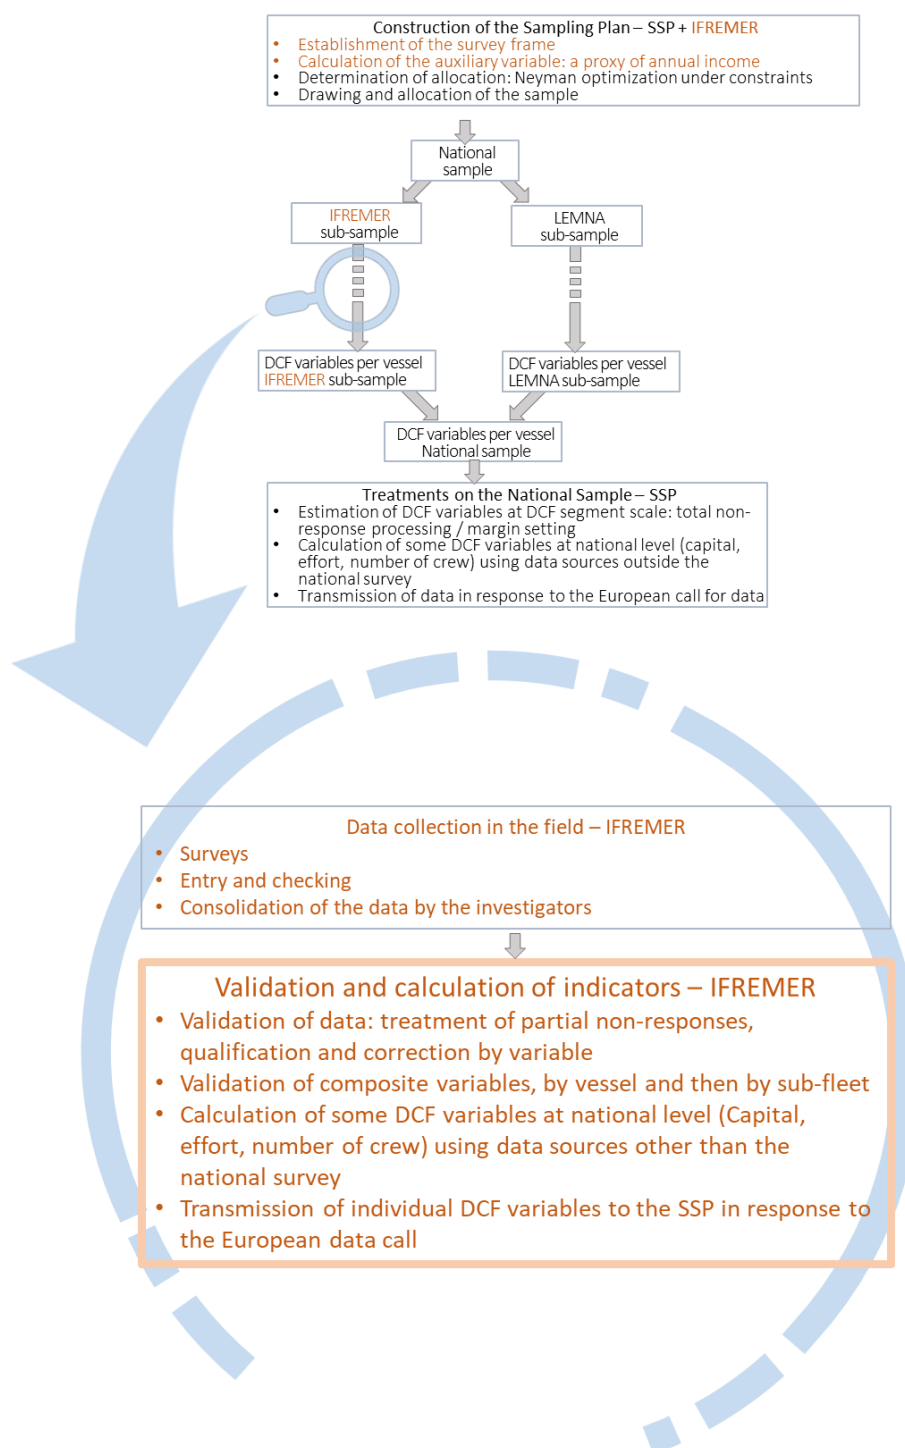 Construction of the Sampling Plan – SSP + IFREMER
• Establishment of the survey frame
• Calculation of the auxiliary variable: a proxy of annual income
• Determination of allocation: Neyman optimization under constraints
• Drawing and allocation of the sample
National
sample
IFREMER
sub-sample
LEMNA
sub-sample
DCF variables per vessel
IFREMER sub-sample
DCF variables per vessel
LEMNA sub-sample
DCF variables per vessel
National sample
Treatments on the National Sample – SSP
• Estimation of DCF variables at DCF segment scale: total non-
response processing / margin setting
• Calculation of some DCF variables at national level (capital,
effort, number of crew) using data sources outside the
national survey
• Transmission of data in response to the European call for data
Data collection in the field – IFREMER
• Surveys
• Entry and checking
• Consolidation of the data by the investigators
Validation and calculation of indicators – IFREMER
• Validation of data: treatment of partial non-responses,
qualification and correction by variable
• Validation of composite variables, by vessel and then by sub-fleet
• Calculation of some DCF variables at national level (Capital,
effort, number of crew) using data sources other than the
national survey
• Transmission of individual DCF variables to the SSP in response to
the European data call